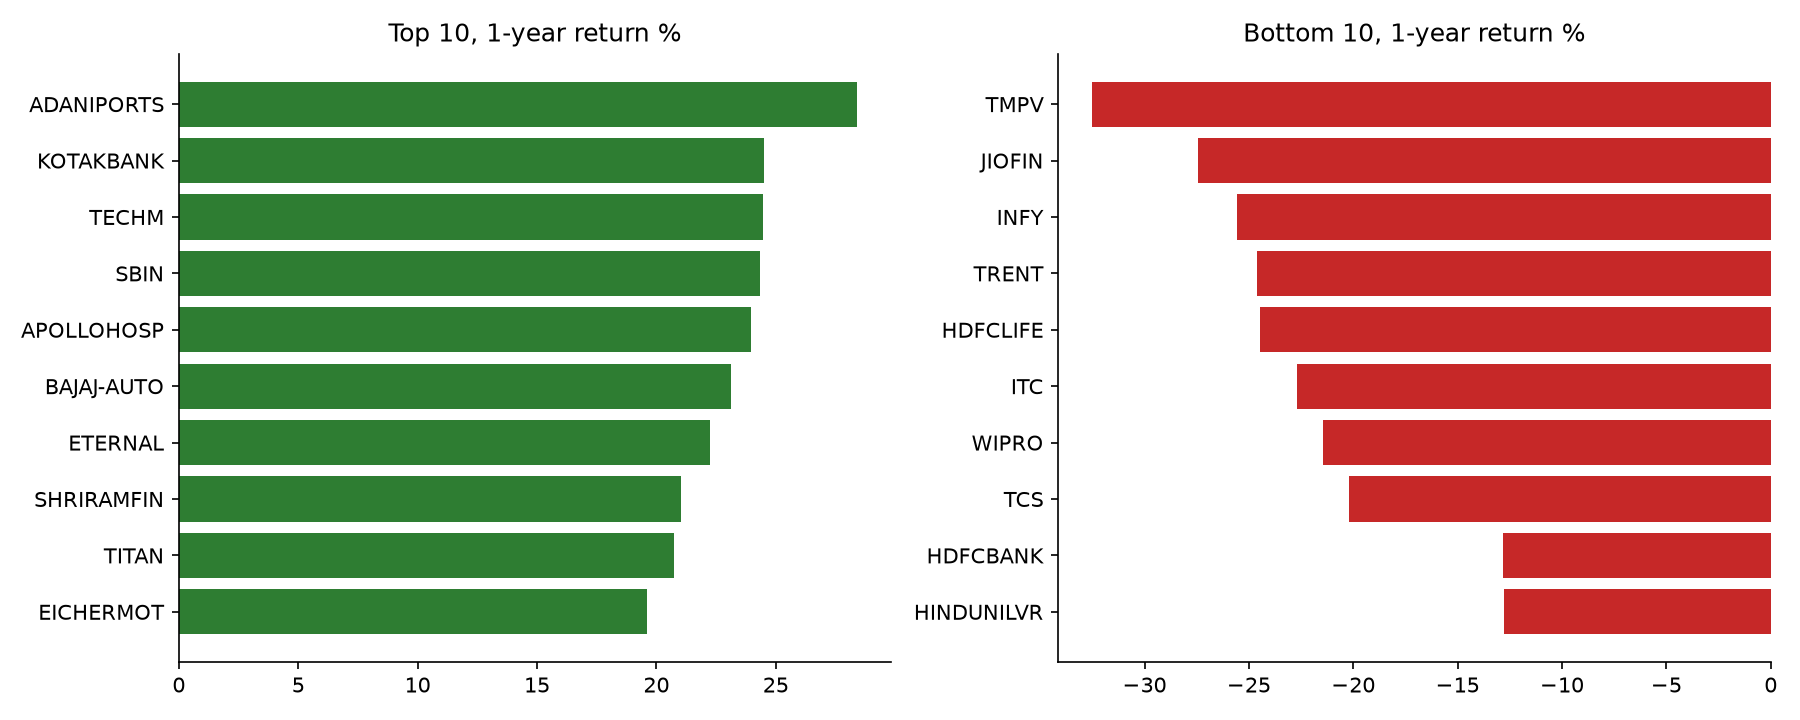 Top 10, 1-year return %
ADANIPORTS
KOTAKBANK
TECHM
SBIN
APOLLOHOSP
BAJAJ-AUTO
ETERNAL
SHRIRAMFIN
TITAN
EICHERMOT
0 5 10 15 20 25
Bottom 10, 1-year return %
TMPV
JIOFIN
INFY
TRENT
HDFCLIFE
ITC
WIPRO
TCS
HDFCBANK
HINDUNILVR
−30 −25 −20 −15 −10 −5 0